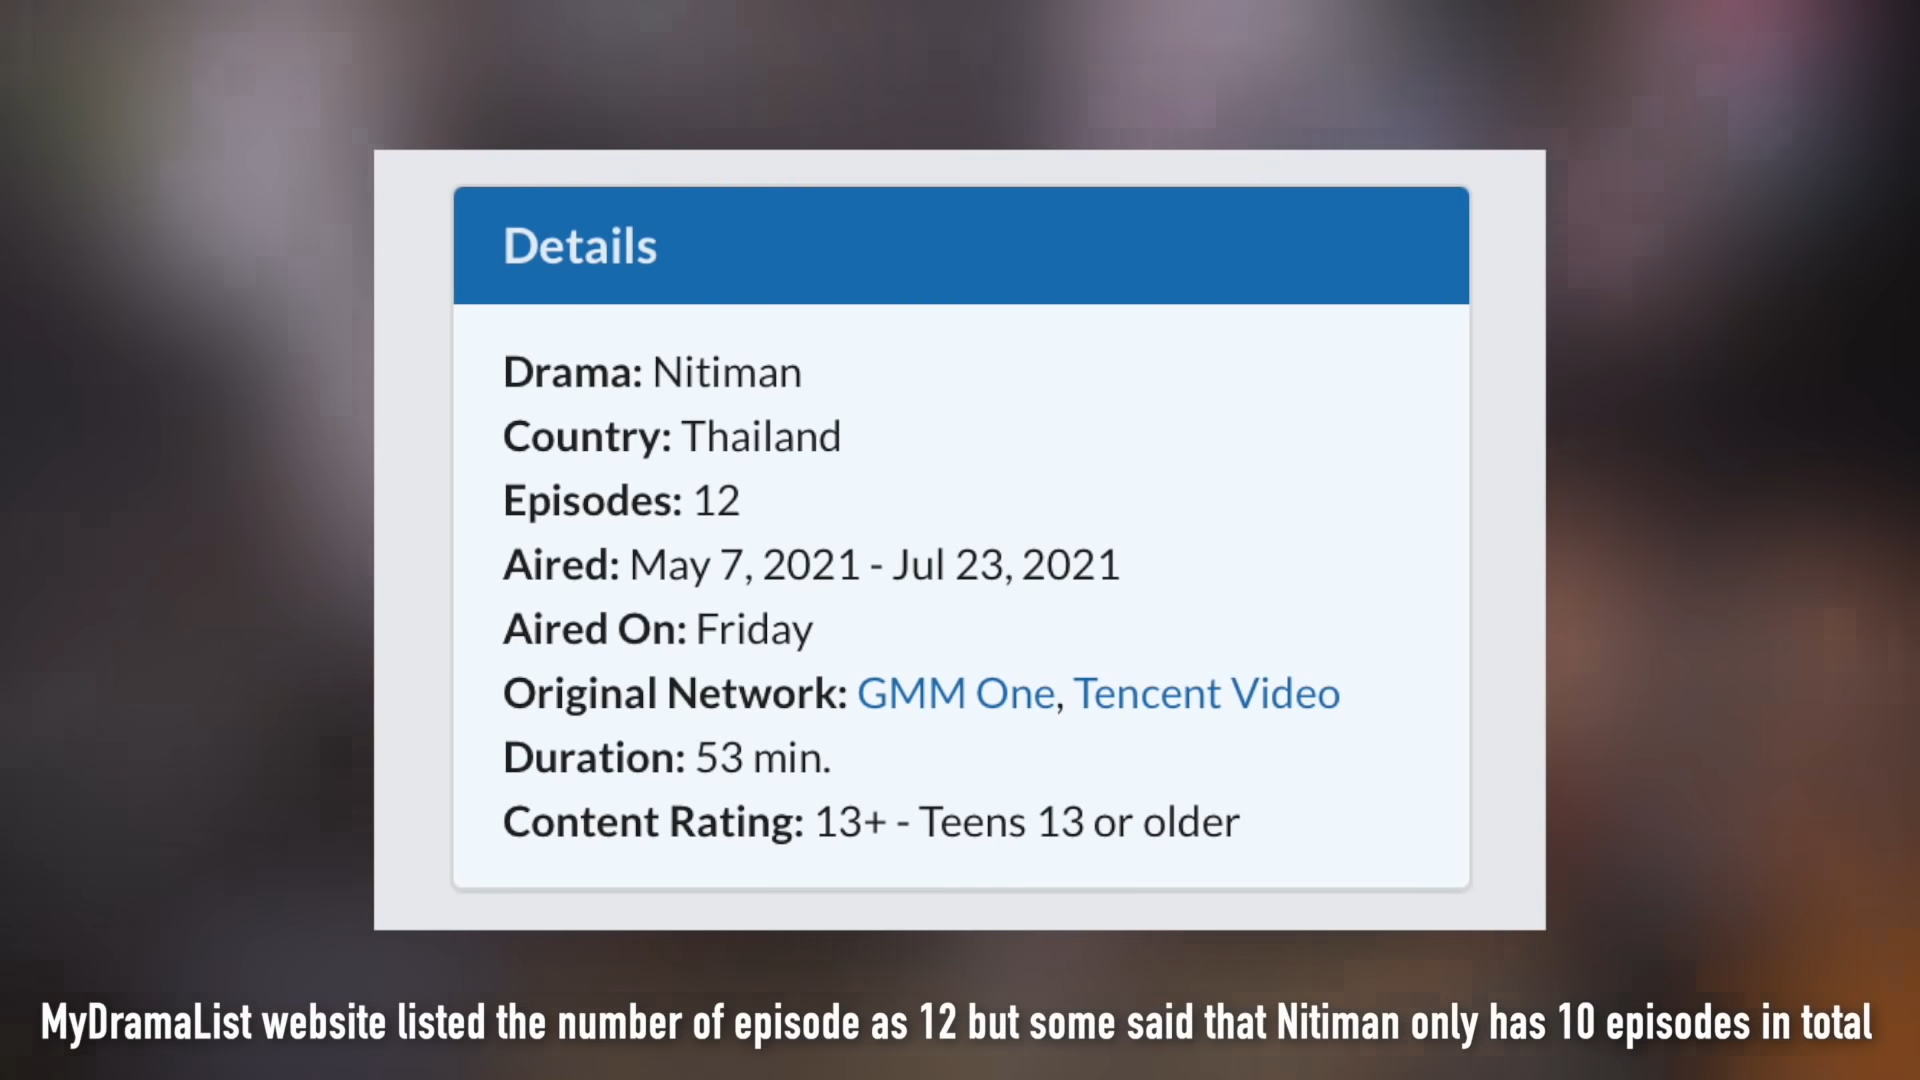 Details
Drama: Nitiman
Country: Thailand
Episodes: 12
Aired: May 7, 2021 - Jul 23, 2021
Aired On: Friday
Original Network: GMM One, Tencent Video
Duration: 53 min.
Content Rating: 13+ - Teens 13 or older
MyDramaList website listed the number of episode as 12 but some said that Nitiman only has 10 episodes in total